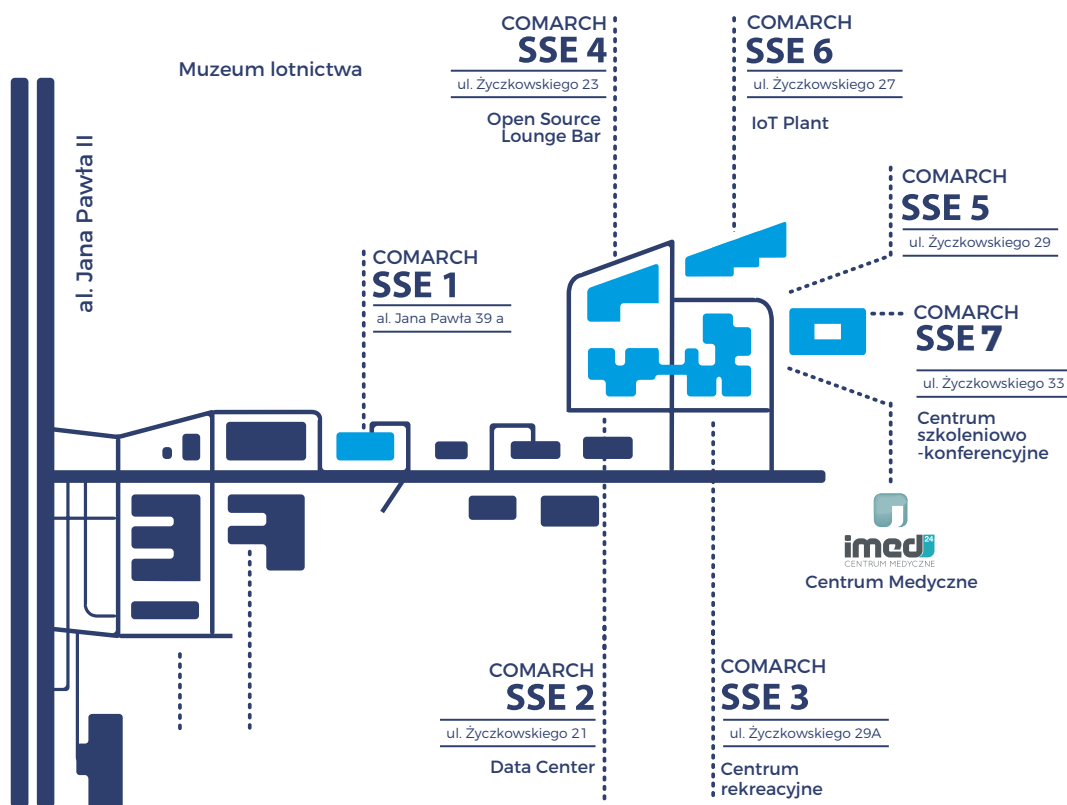 COMARCH
SSE 4
ul. Życzkowskiego 23
Open Source
Lounge Bar
COMARCH
SSE 6
ul. Życzkowskiego 27
IoT Plant
Muzeum lotnictwa
al. Jana Pawła II
COMARCH
SSE 5
ul. Życzkowskiego 29
COMARCH
SSE 1
al. Jana Pawła 39 a
COMARCH
SSE 7
ul. Życzkowskiego 33
Centrum
szkoleniowo
-konferencyjne
imed24
CENTRUM MEDYCZNE
Centrum Medyczne
COMARCH
SSE 2
ul. Życzkowskiego 21
Data Center
COMARCH
SSE 3
ul. Życzkowskiego 29A
Centrum
rekreacyjne